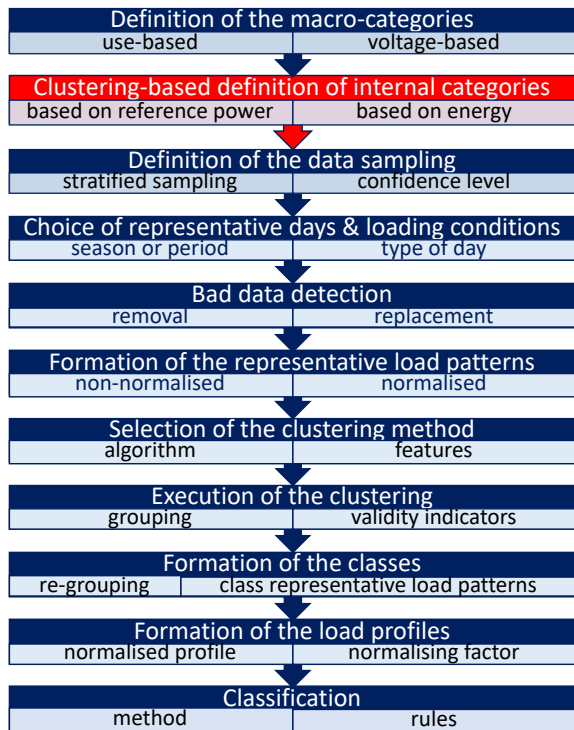 Definition of the macro-categories
use-based voltage-based
Clustering-based definition of internal categories
based on reference power based on energy
Definition of the data sampling
stratified sampling confidence level
Choice of representative days & loading conditions
season or period type of day
Bad data detection
removal replacement
Formation of the representative load patterns
non-normalised normalised
Selection of the clustering method
algorithm features
Execution of the clustering
grouping validity indicators
Formation of the classes
re-grouping class representative load patterns
Formation of the load profiles
normalised profile normalising factor
Classification
method rules